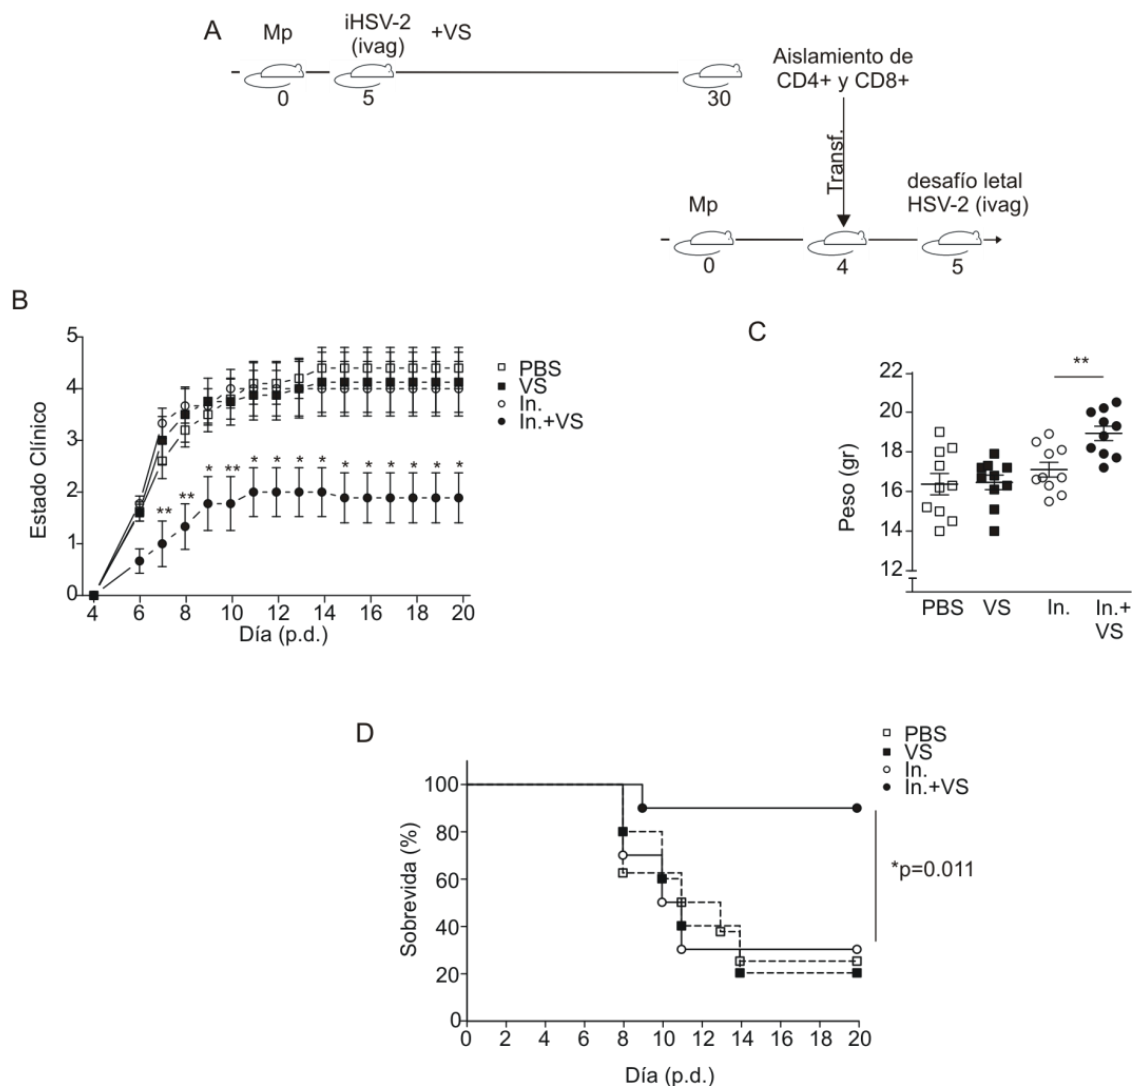 A
Mp
iHSV-2
(ivag)
+VS
0
5
30
Aislamiento de
CD4+ y CD8+
Transf.
Mp
desafío letal
HSV-2 (ivag)
0
4
5
B
Estado Clínico
5
4
3
2
1
0
** ** * ** * * * * * * * * * *
4 6 8 10 12 14 16 18 20
Día (p.d.)
PBS
VS
In.
In.+VS
C
Peso (gr)
22
20
18
16
14
12
**
PBS
VS
In.
In.+
VS
D
Sobrevida (%)
100
80
60
40
20
0
0 2 4 6 8 10 12 14 16 18 20
Día (p.d.)
PBS
VS
In.
In.+VS
*p=0.011